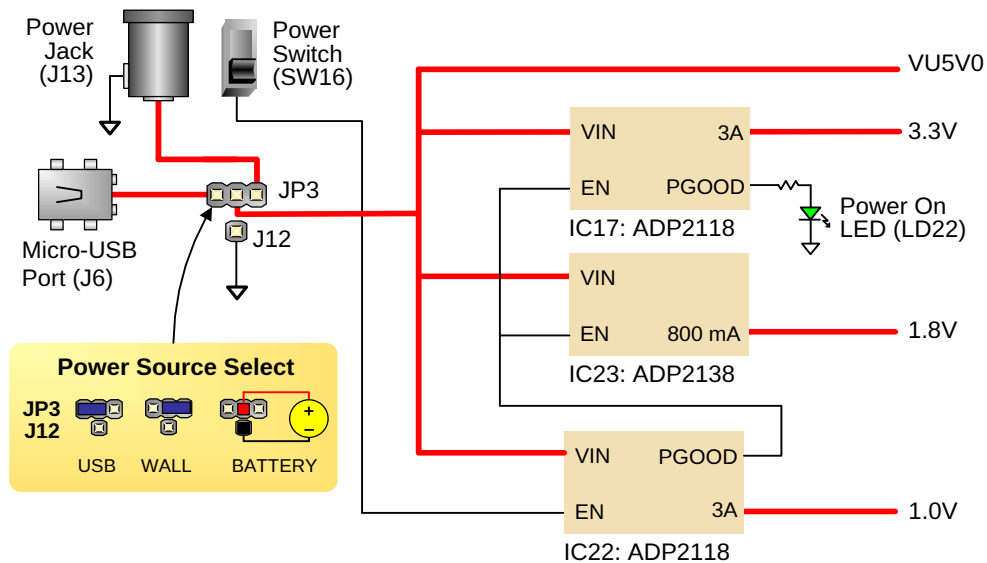 Power
Jack
(J13)
Power
Switch
(SW16)
VU5V0
VIN
3A
3.3V
EN
PGOOD
IC17: ADP2118
Power On
LED (LD22)
JP3
J12
Micro-USB
Port (J6)
VIN
EN
800 mA
1.8V
IC23: ADP2138
Power Source Select
JP3
J12
+
–
USB
WALL
BATTERY
VIN
PGOOD
EN
3A
1.0V
IC22: ADP2118